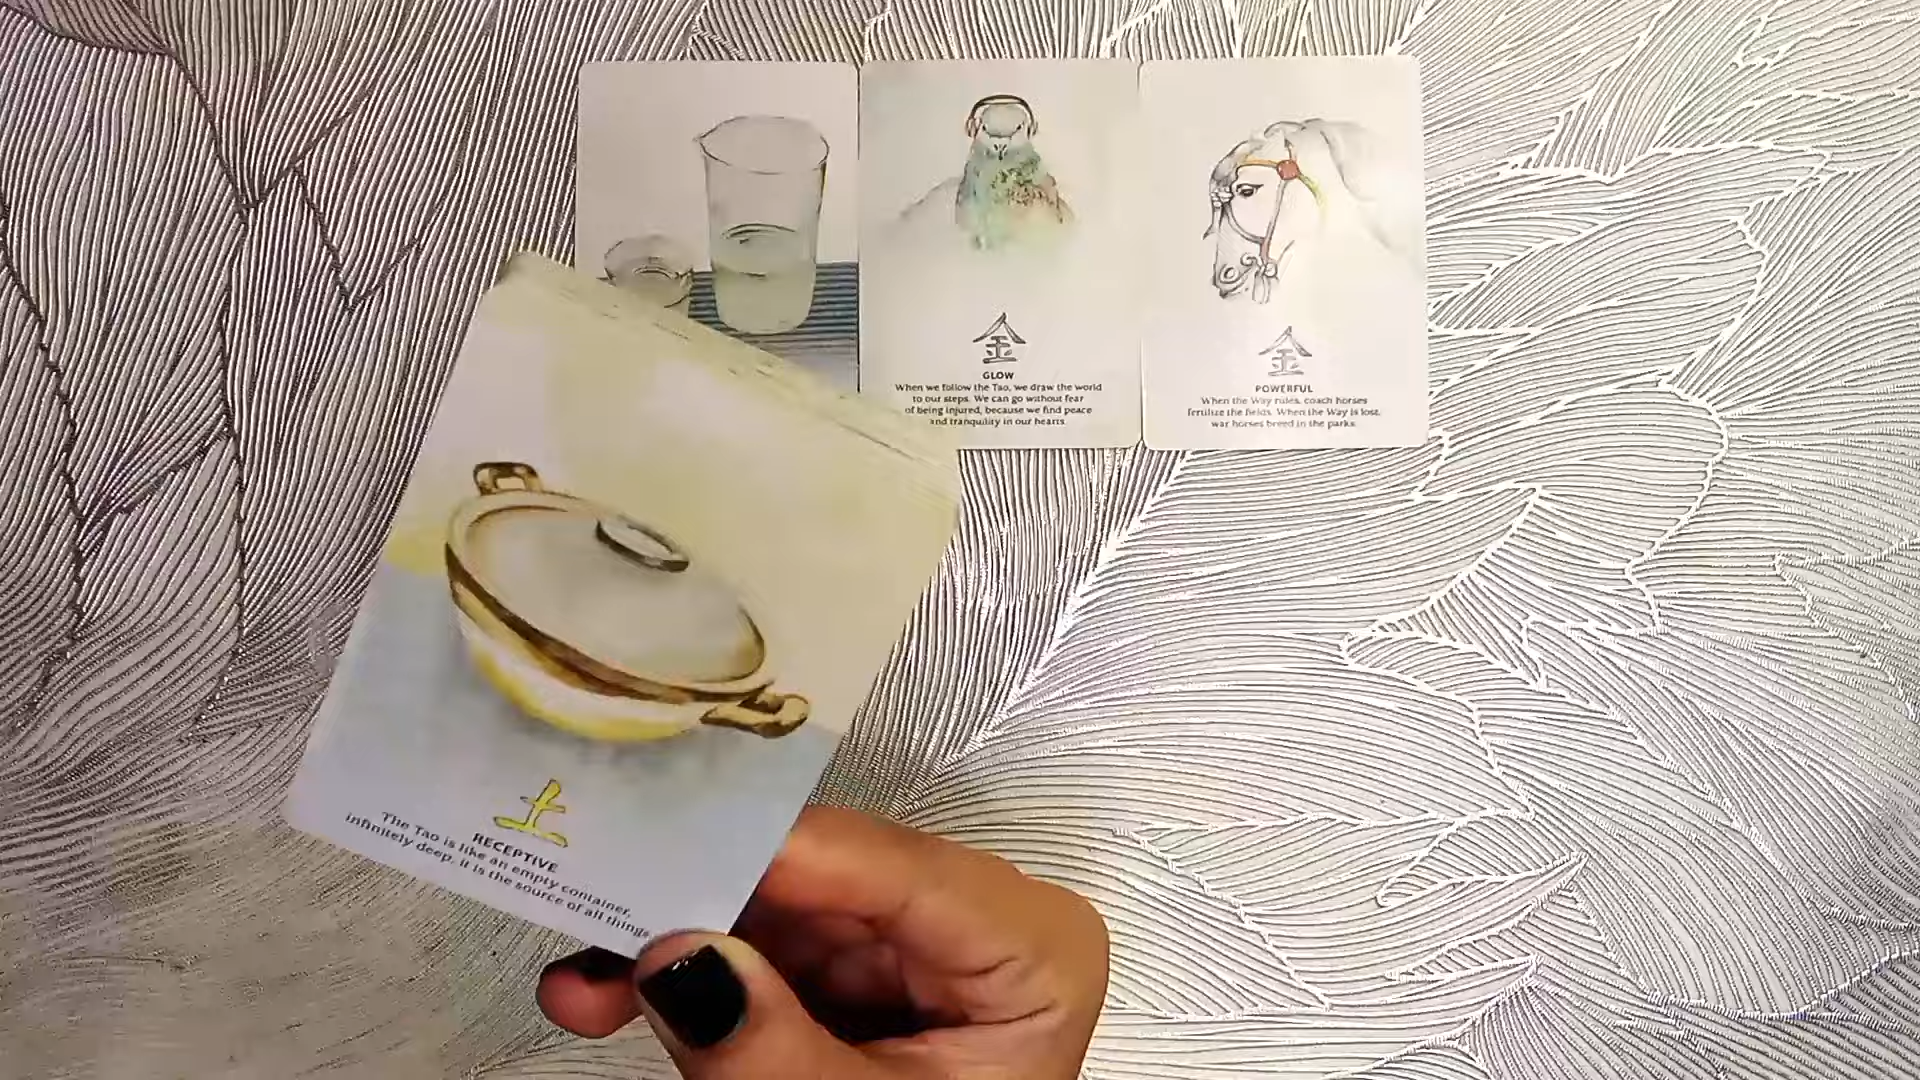 金
GLOW
When we follow the Tao, we draw the world
to our steps. We can go without fear
of being injured, because we find peace
and tranquility in our hearts.
金
POWERFUL
When the Way rules, coach horses
fertilize the fields. When the Way is lost,
war horses breed in the parks.
土
RECEPTIVE
The Tao is like an empty container,
infinitely deep, it is the source of all things.